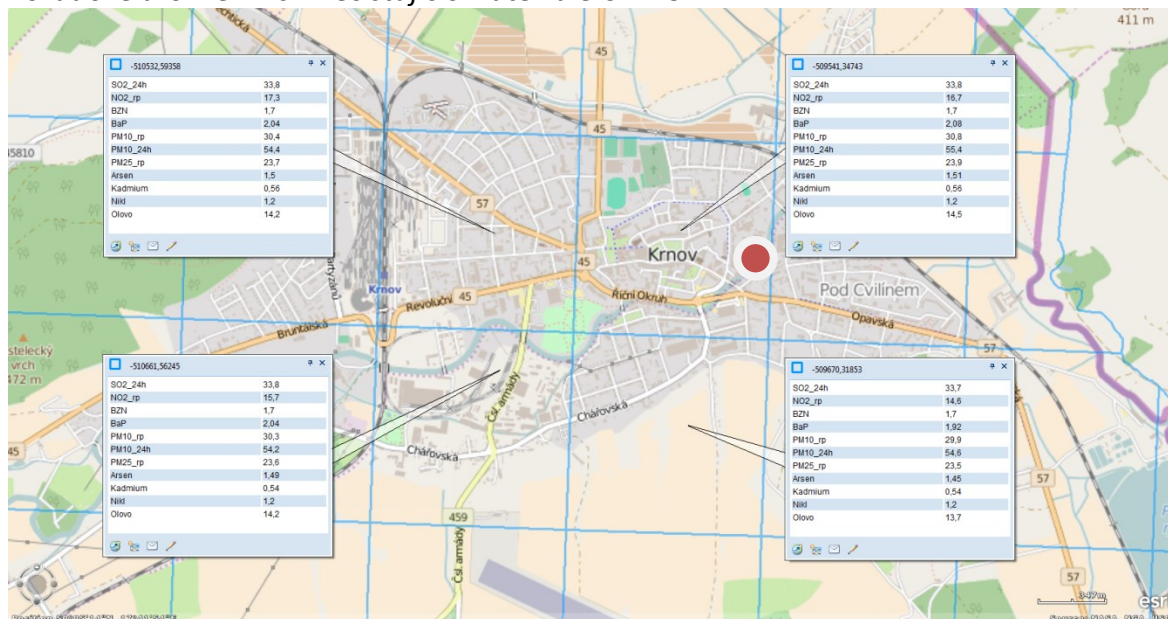 411 m
45
-510532,59358
SO2_24h 33,8
NO2_rp 17,3
BZN 1,7
BaP 2,04
PM10_rp 30,4
PM10_24h 54,4
PM25_rp 23,7
Arsen 1,5
Kadmium 0,56
Nikl 1,2
Olovo 14,2
-509541,34743
SO2_24h 33,8
NO2_rp 16,7
BZN 1,7
BaP 2,08
PM10_rp 30,8
PM10_24h 55,4
PM25_rp 23,9
Arsen 1,51
Kadmium 0,56
Nikl 1,2
Olovo 14,5
45
5810
57
Krnov
45
Krnov
Pod Cvilínem
Revoluční 45
Říční Okruh
Opavská
Bruntálská
57
stelecký
vrch
472 m
-510661,56245
SO2_24h 33,8
NO2_rp 15,7
BZN 1,7
BaP 2,04
PM10_rp 30,3
PM10_24h 54,2
PM25_rp 23,6
Arsen 1,49
Kadmium 0,54
Nikl 1,2
Olovo 14,2
-509670,31853
SO2_24h 33,7
NO2_rp 14,6
BZN 1,7
BaP 1,92
PM10_rp 29,9
PM10_24h 54,6
PM25_rp 23,5
Arsen 1,45
Kadmium 0,54
Nikl 1,2
Olovo 13,7
Čsl. armády
Chářovská
Chářovská
45
57
459
Čsl. armády
57
347m
esri